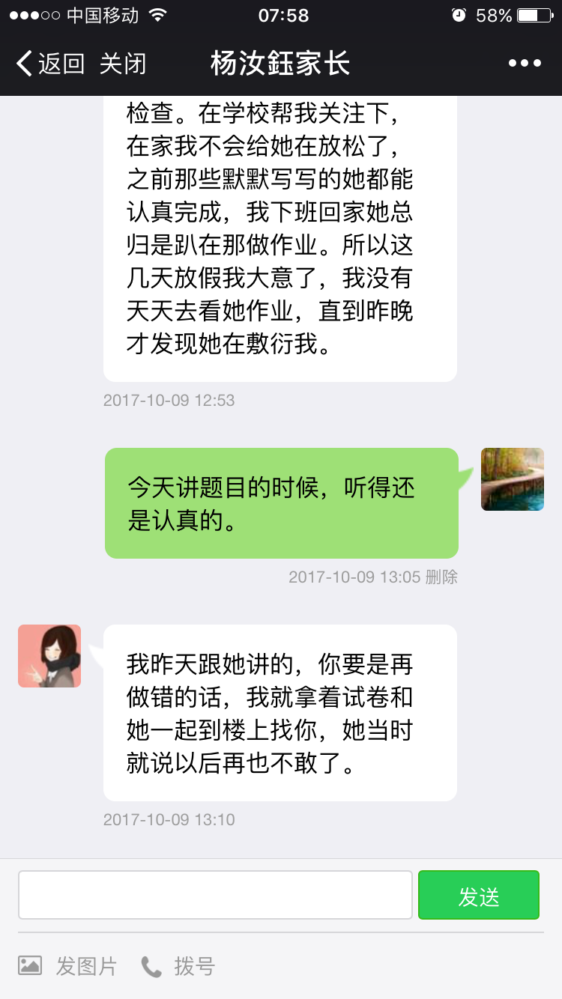 中国移动 07:58 58%
返回 关闭 杨汝鈺家长
检查。在学校帮我关注下，
在家我不会给她在放松了，
之前那些默默写写的她都能
认真完成，我下班回家她总
归是趴在那做作业。所以这
几天放假我大意了，我没有
天天去看她作业，直到昨晚
才发现她在敷衍我。
2017-10-09 12:53
今天讲题目的时候，听得还
是认真的。
2017-10-09 13:05 删除
我昨天跟她讲的，你要是再
做错的话，我就拿着试卷和
她一起到楼上找你，她当时
就说以后再也不敢了。
2017-10-09 13:10
发送
发图片 拨号